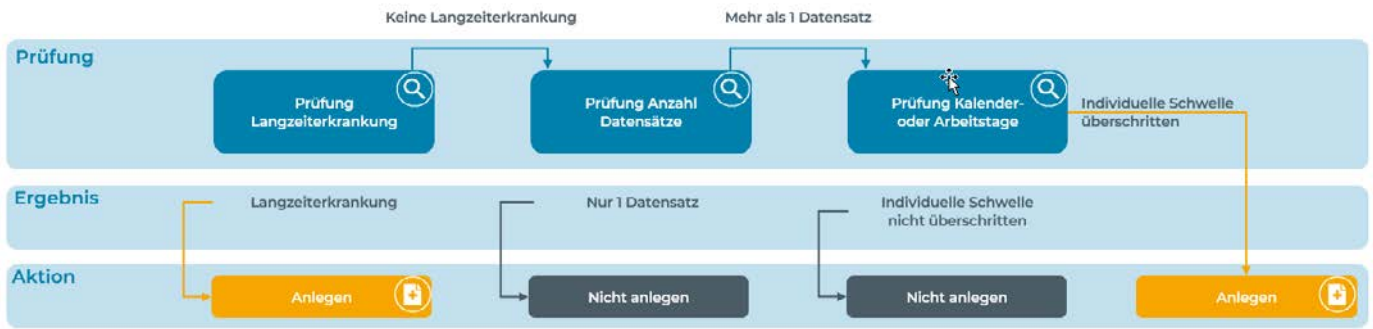 Keine Langzeiterkrankung
Mehr als 1 Datensatz
Prüfung
Prüfung
Langzeiterkrankung
Prüfung Anzahl
Datensätze
Prüfung Kalender-
oder Arbeitstage
Individuelle Schwelle
überschritten
Ergebnis
Langzeiterkrankung
Nur 1 Datensatz
Individuelle Schwelle
nicht überschritten
Aktion
Anlegen
Nicht anlegen
Nicht anlegen
Anlegen